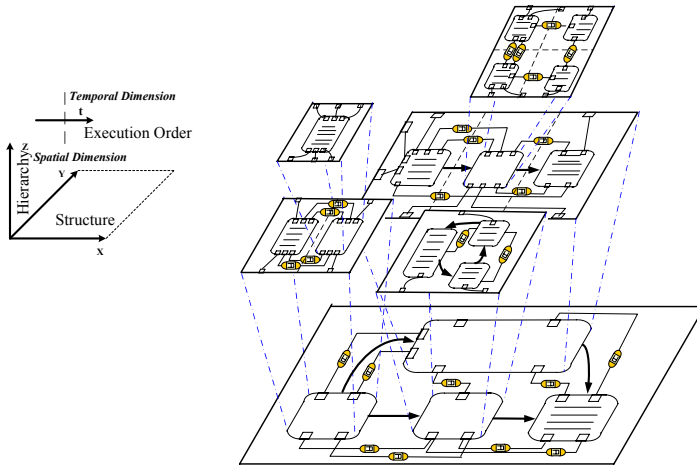 Temporal Dimension
t
Execution Order
Z
Spatial Dimension
Hierarchy
Y
Structure
X